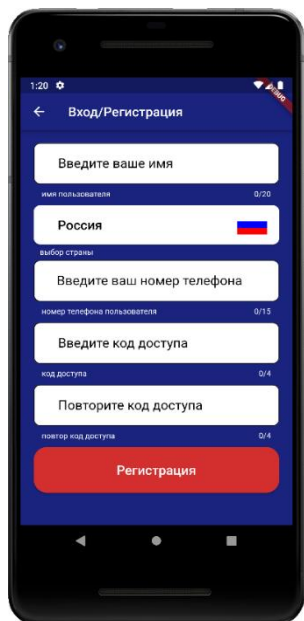 1:20
DEBUG
Вход/Регистрация
Введите ваше имя
имя пользователя 0/20
Россия
выбор страны
Введите ваш номер телефона
номер телефона пользователя 0/15
Введите код доступа
код доступа 0/4
Повторите код доступа
повтор код доступа 0/4
Регистрация